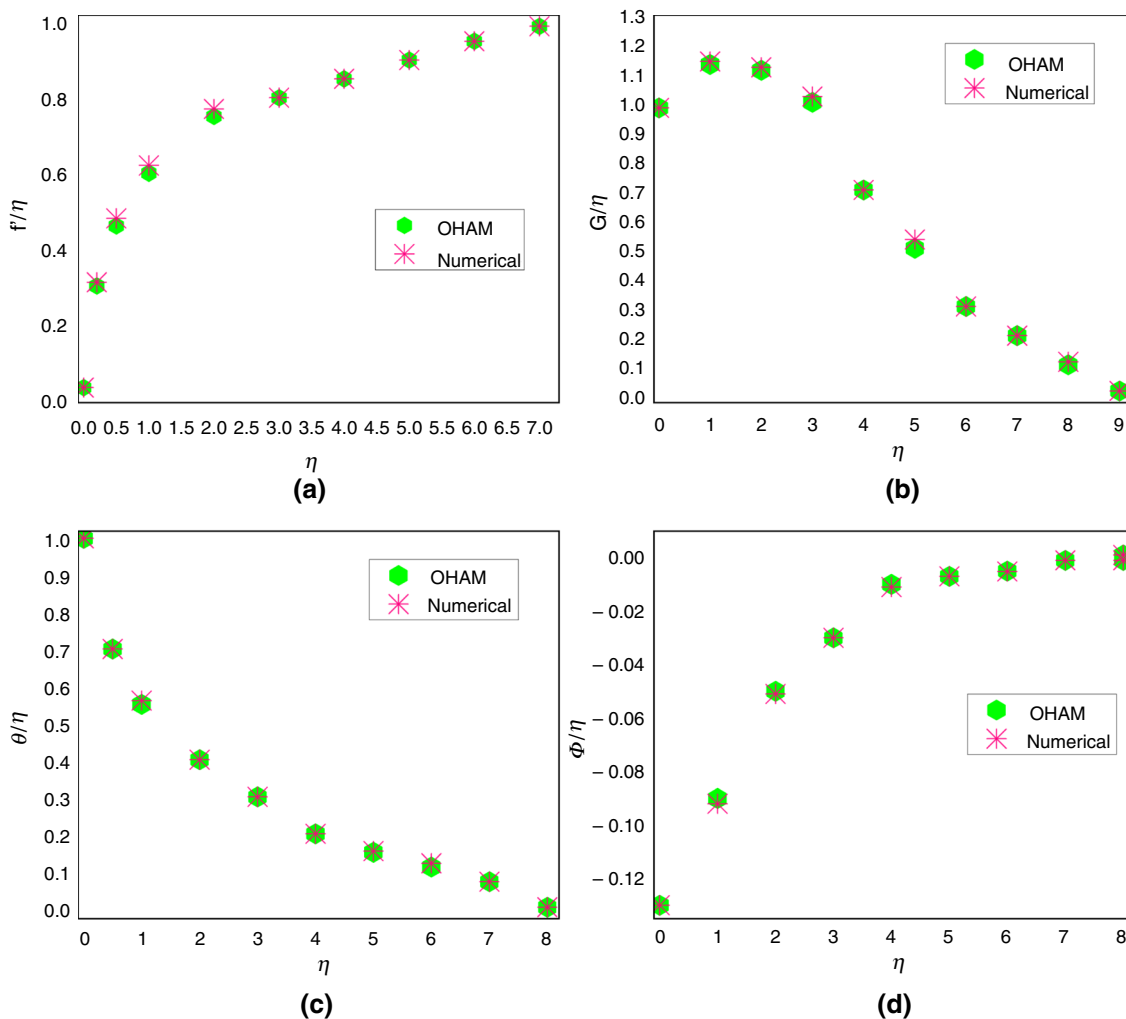 1.0
0.8
0.6
0.4
0.2
0.0
f'/η
OHAM
Numerical
0.0 0.5 1.0 1.5 2.0 2.5 3.0 3.5 4.0 4.5 5.0 5.5 6.0 6.5 7.0
η
(a)
1.3
1.2
1.1
1.0
0.9
0.8
0.7
0.6
0.5
0.4
0.3
0.2
0.1
0.0
G/η
OHAM
Numerical
0 1 2 3 4 5 6 7 8 9
η
(b)
1.0
0.9
0.8
0.7
0.6
0.5
0.4
0.3
0.2
0.1
0.0
θ/η
OHAM
Numerical
0 1 2 3 4 5 6 7 8
η
(c)
0.00
– 0.02
– 0.04
– 0.06
– 0.08
– 0.10
– 0.12
Φ/η
OHAM
Numerical
0 1 2 3 4 5 6 7 8
η
(d)